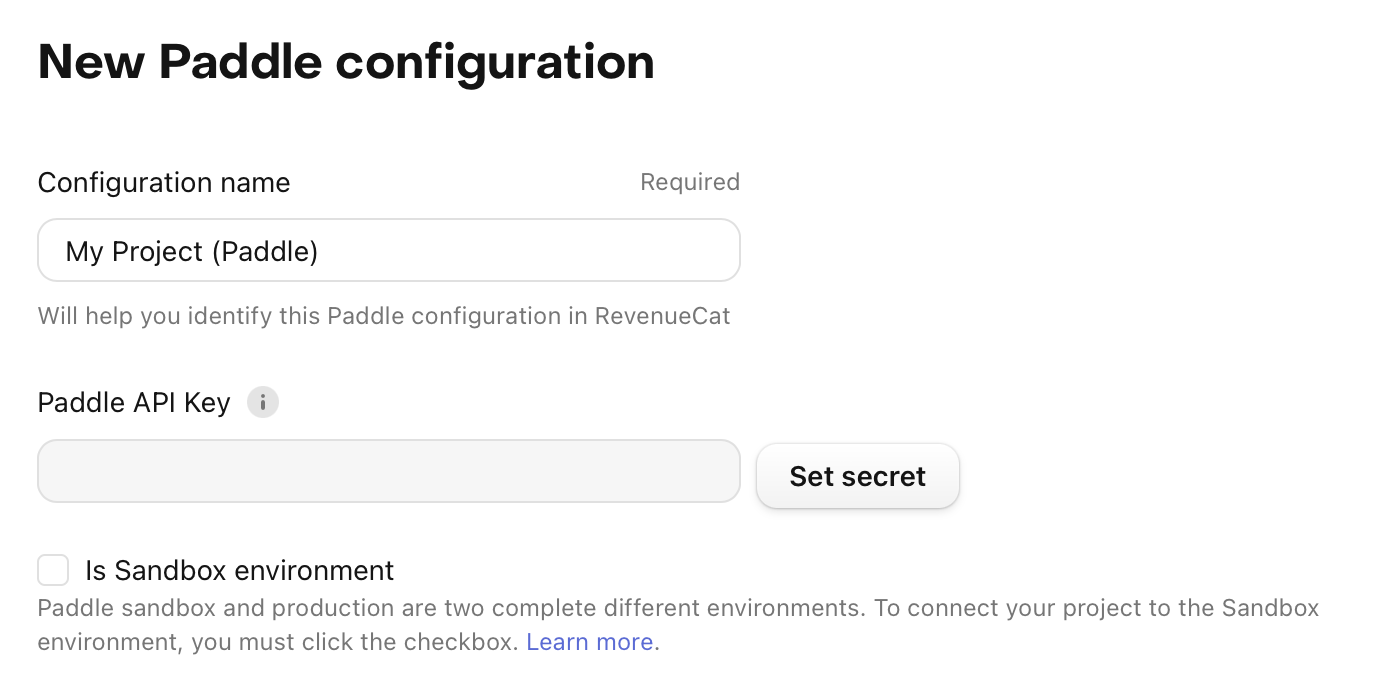 New Paddle configuration
Configuration name
Required
My Project (Paddle)
Will help you identify this Paddle configuration in RevenueCat
Paddle API Key
Set secret
Is Sandbox environment
Paddle sandbox and production are two complete different environments. To connect your project to the Sandbox
environment, you must click the checkbox. Learn more.